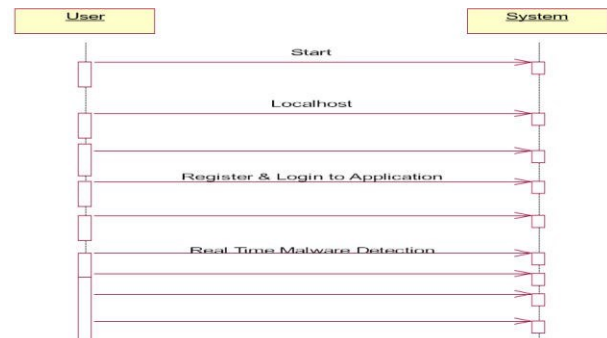 User
System
Start
Localhost
Register & Login to Application
Real Time Malware Detection